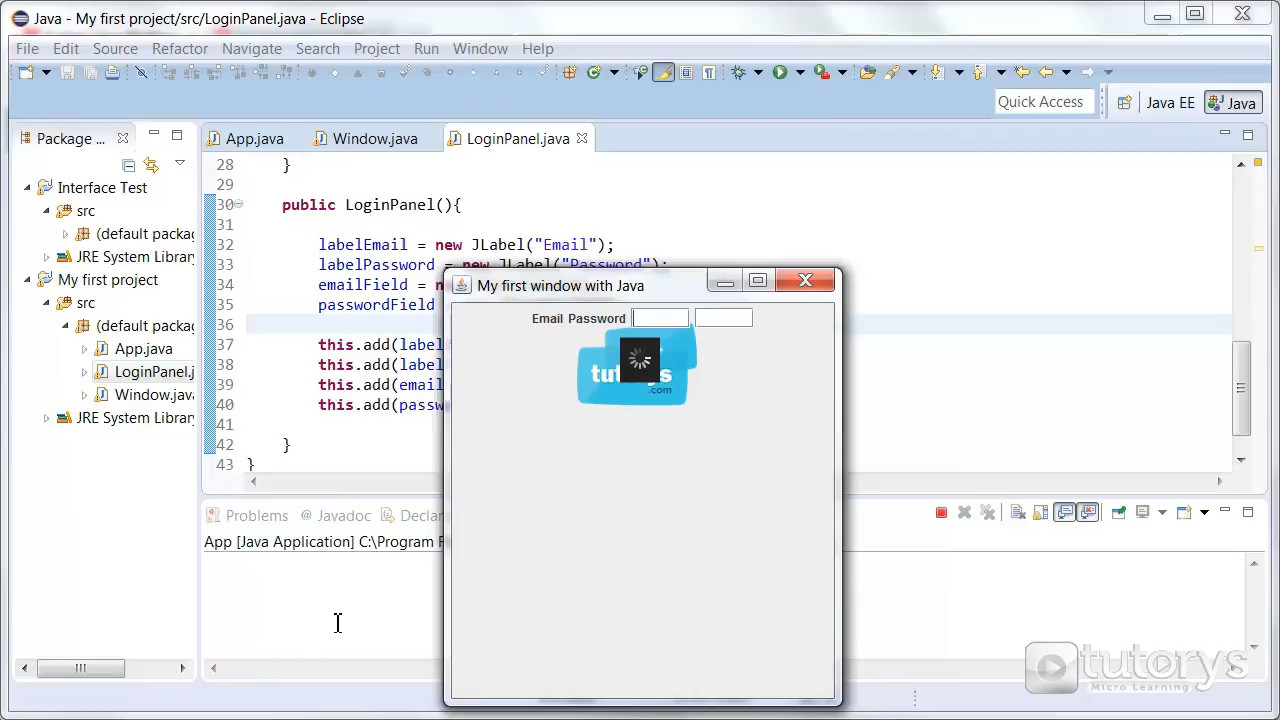 Java - My first project/src/LoginPanel.java - Eclipse
File Edit Source Refactor Navigate Search Project Run Window Help
Quick Access Java EE Java
Package ... App.java Window.java LoginPanel.java
Interface Test
src
(default packag
JRE System Library
My first project
src
(default packag
App.java
LoginPanel.j
Window.java
JRE System Library
28 }
29
30 public LoginPanel(){
31
32 labelEmail = new JLabel("Email");
33 labelPassword = new JLabel("Password");
34 emailField = n
35 passwordField
36
37 this.add(label
38 this.add(label
39 this.add(email
40 this.add(passw
41
42 }
43 }
My first window with Java
Email Password
.com
Problems @ Javadoc Declar
App [Java Application] C:\Program F
tutorys
Micro Learning